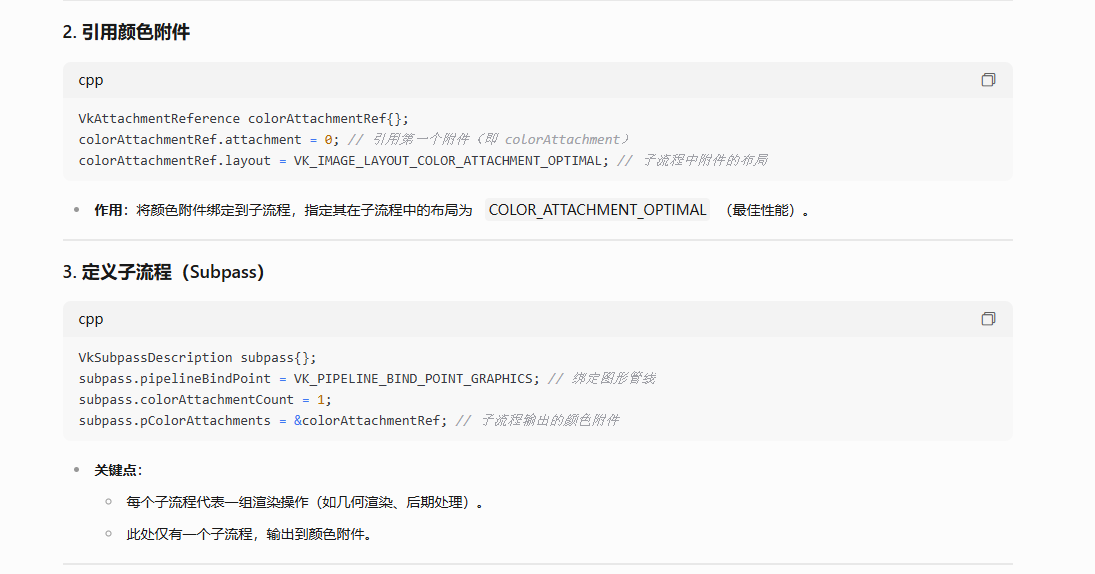 2. 引用颜色附件
cpp
VkAttachmentReference colorAttachmentRef{};
colorAttachmentRef.attachment = 0; // 引用第一个附件（即 colorAttachment）
colorAttachmentRef.layout = VK_IMAGE_LAYOUT_COLOR_ATTACHMENT_OPTIMAL; // 子流程中附件的布局
作用：将颜色附件绑定到子流程，指定其在子流程中的布局为 COLOR_ATTACHMENT_OPTIMAL （最佳性能）。
3. 定义子流程（Subpass）
cpp
VkSubpassDescription subpass{};
subpass.pipelineBindPoint = VK_PIPELINE_BIND_POINT_GRAPHICS; // 绑定图形管线
subpass.colorAttachmentCount = 1;
subpass.pColorAttachments = &colorAttachmentRef; // 子流程输出的颜色附件
关键点：
每个子流程代表一组渲染操作（如几何渲染、后期处理）。
此处仅有一个子流程，输出到颜色附件。